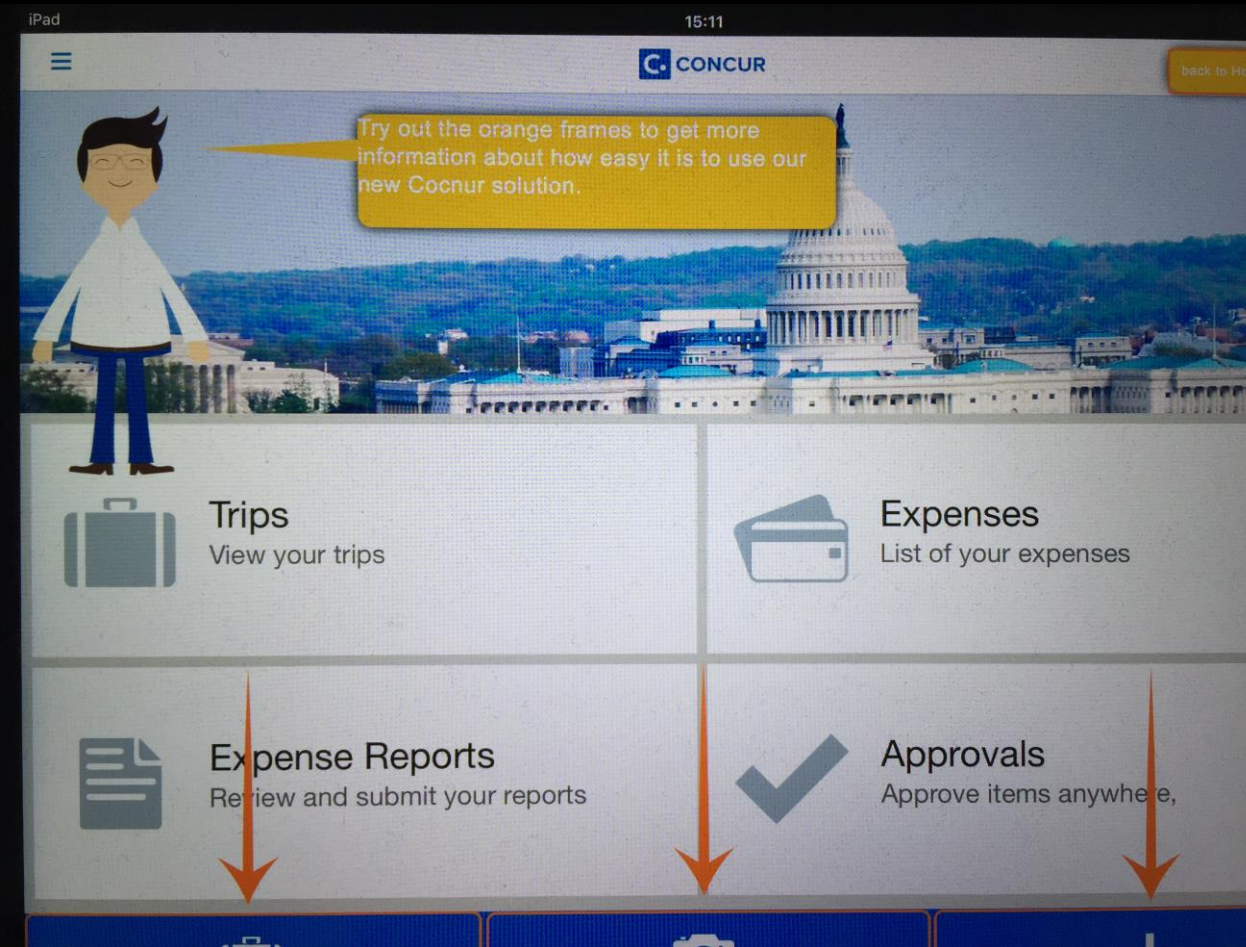 iPad
15:11
CONCUR
back to
Try out the orange frames to get more
information about how easy it is to use our
new Cocnur solution.
Trips
View your trips
Expenses
List of your expenses
Expense Reports
Review and submit your reports
Approvals
Approve items anywhere,